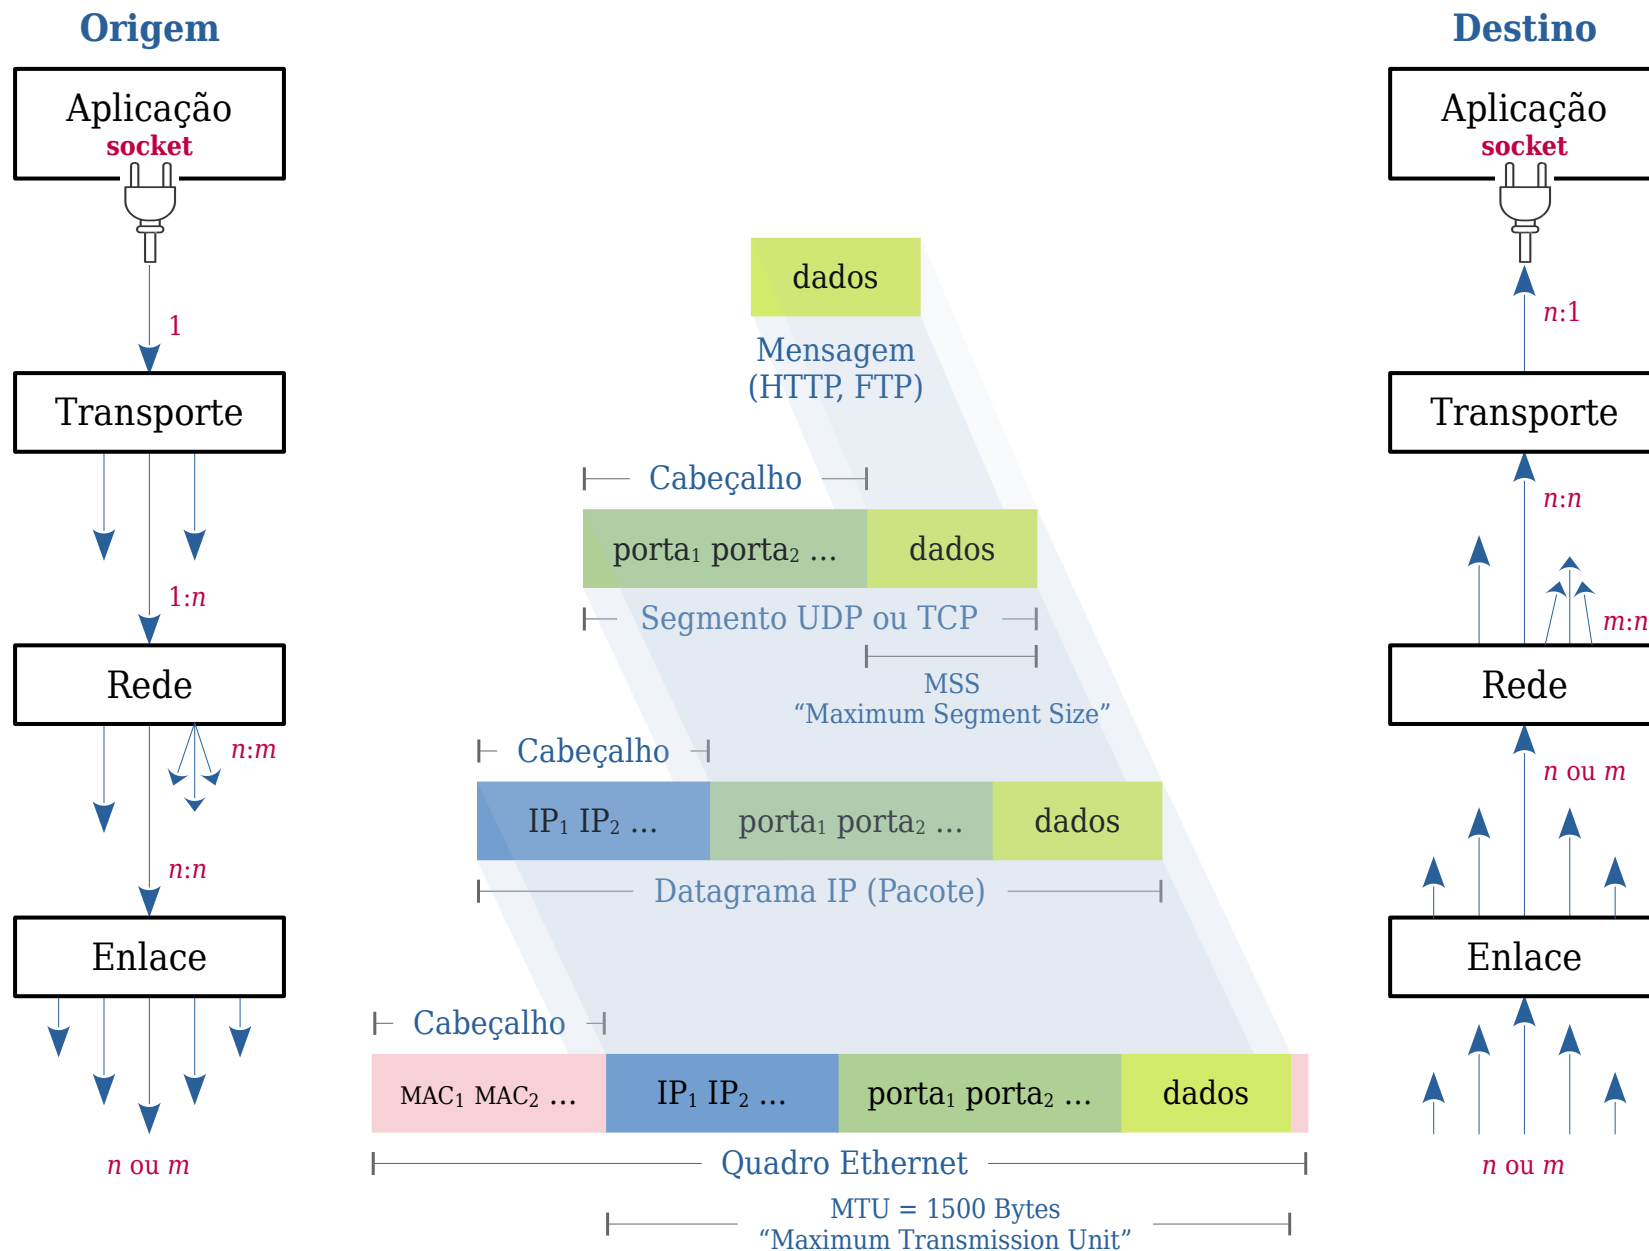 Origem
Aplicação
socket
1
Transporte
1:n
Rede
n:m
n:n
Enlace
n ou m
dados
Mensagem
(HTTP, FTP)
Cabeçalho
porta₁ porta₂ … dados
Segmento UDP ou TCP
MSS
“Maximum Segment Size”
Cabeçalho
IP₁ IP₂ … porta₁ porta₂ … dados
Datagrama IP (Pacote)
Cabeçalho
MAC₁ MAC₂ … IP₁ IP₂ … porta₁ porta₂ … dados
Quadro Ethernet
MTU = 1500 Bytes
“Maximum Transmission Unit”
Destino
Aplicação
socket
n:1
Transporte
n:n
m:n
Rede
n ou m
Enlace
n ou m